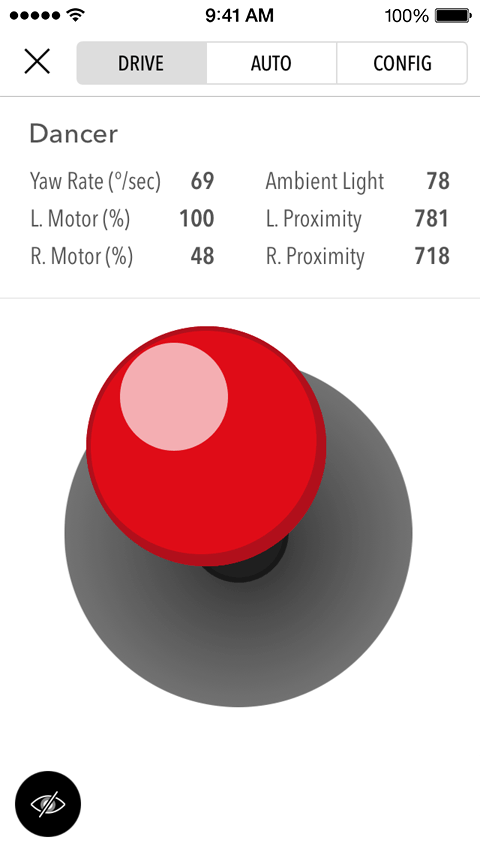 9:41 AM 100%
DRIVE AUTO CONFIG
Dancer
Yaw Rate (º/sec) 69 Ambient Light 78
L. Motor (%) 100 L. Proximity 781
R. Motor (%) 48 R. Proximity 718